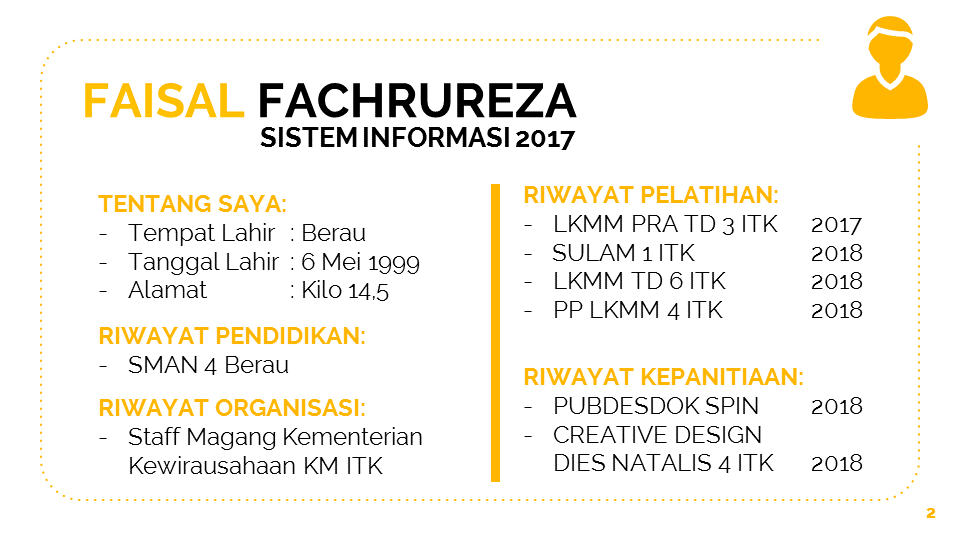 FAISAL FACHRUREZA
SISTEM INFORMASI 2017
TENTANG SAYA:
- Tempat Lahir : Berau
- Tanggal Lahir : 6 Mei 1999
- Alamat : Kilo 14,5
RIWAYAT PENDIDIKAN:
- SMAN 4 Berau
RIWAYAT ORGANISASI:
- Staff Magang Kementerian
Kewirausahaan KM ITK
RIWAYAT PELATIHAN:
- LKMM PRA TD 3 ITK 2017
- SULAM 1 ITK 2018
- LKMM TD 6 ITK 2018
- PP LKMM 4 ITK 2018
RIWAYAT KEPANITIAAN:
- PUBDESDOK SPIN 2018
- CREATIVE DESIGN
DIES NATALIS 4 ITK 2018
2